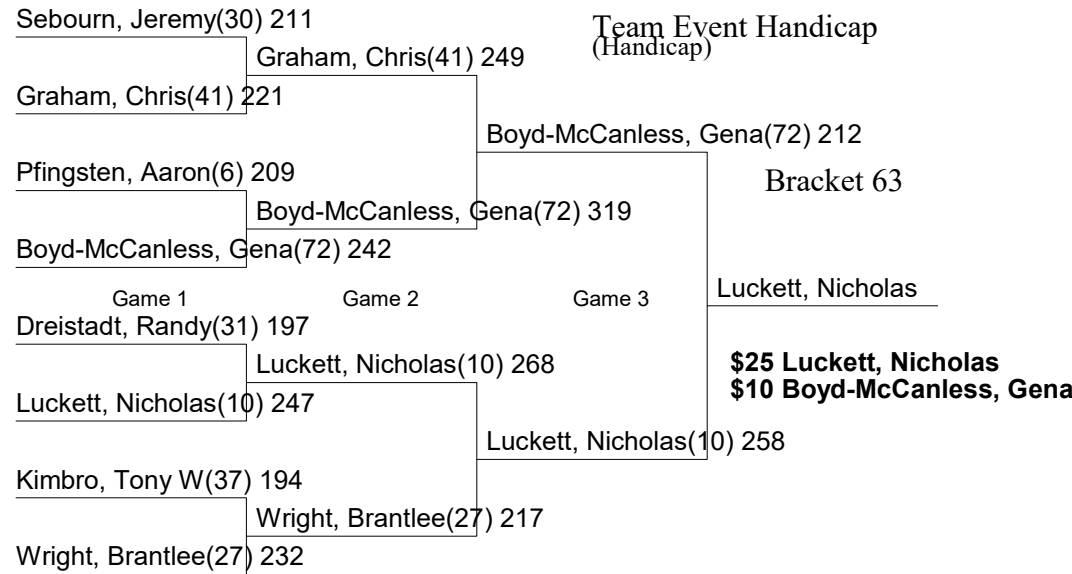 Sebourn, Jeremy(30) 211
Team Event Handicap
(Handicap)
Graham, Chris(41) 249
Graham, Chris(41) 221
Boyd-McCanless, Gena(72) 212
Pfingsten, Aaron(6) 209
Bracket 63
Boyd-McCanless, Gena(72) 319
Boyd-McCanless, Gena(72) 242
Game 1 Game 2 Game 3
Luckett, Nicholas
Dreistadt, Randy(31) 197
Luckett, Nicholas(10) 268
$25 Luckett, Nicholas
$10 Boyd-McCanless, Gena
Luckett, Nicholas(10) 247
Luckett, Nicholas(10) 258
Kimbro, Tony W(37) 194
Wright, Brantlee(27) 217
Wright, Brantlee(27) 232